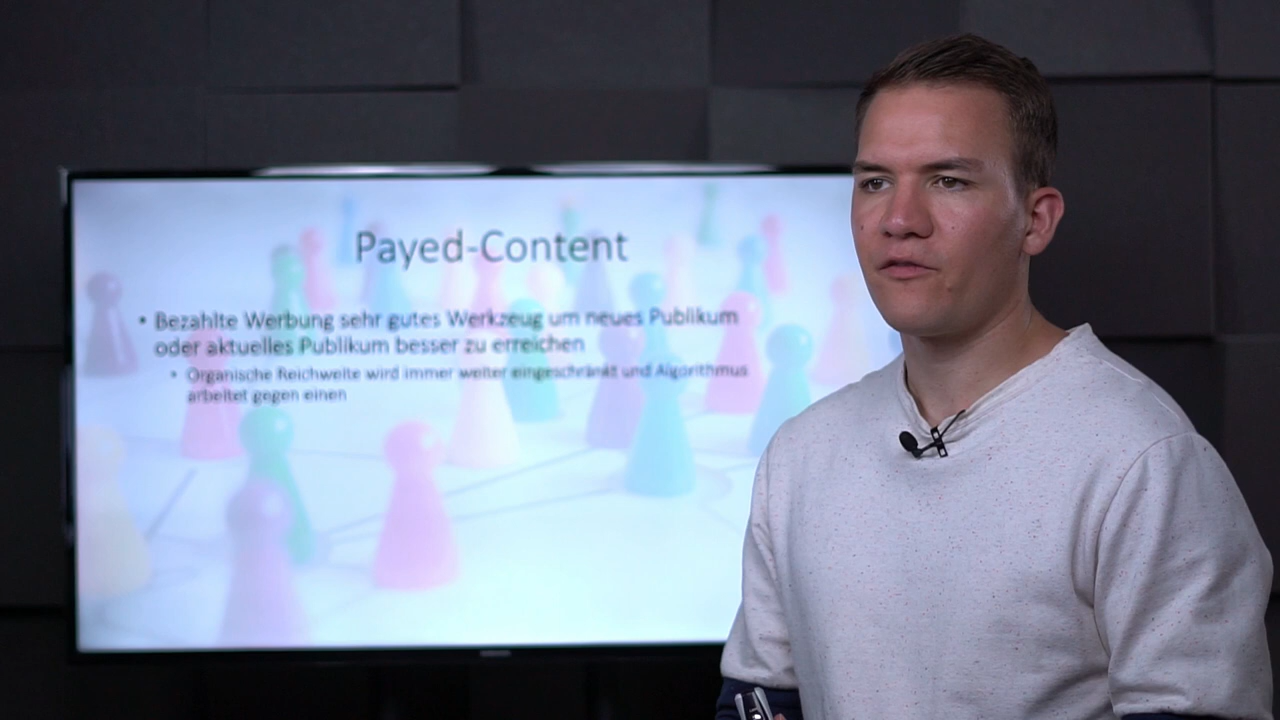 Payed-Content
• Bezahlte Werbung sehr gutes Werkzeug um neues Publikum
oder aktuelles Publikum besser zu erreichen
• Organische Reichweite wird immer weiter eingeschränkt und Algorithmus
arbeitet gegen einen